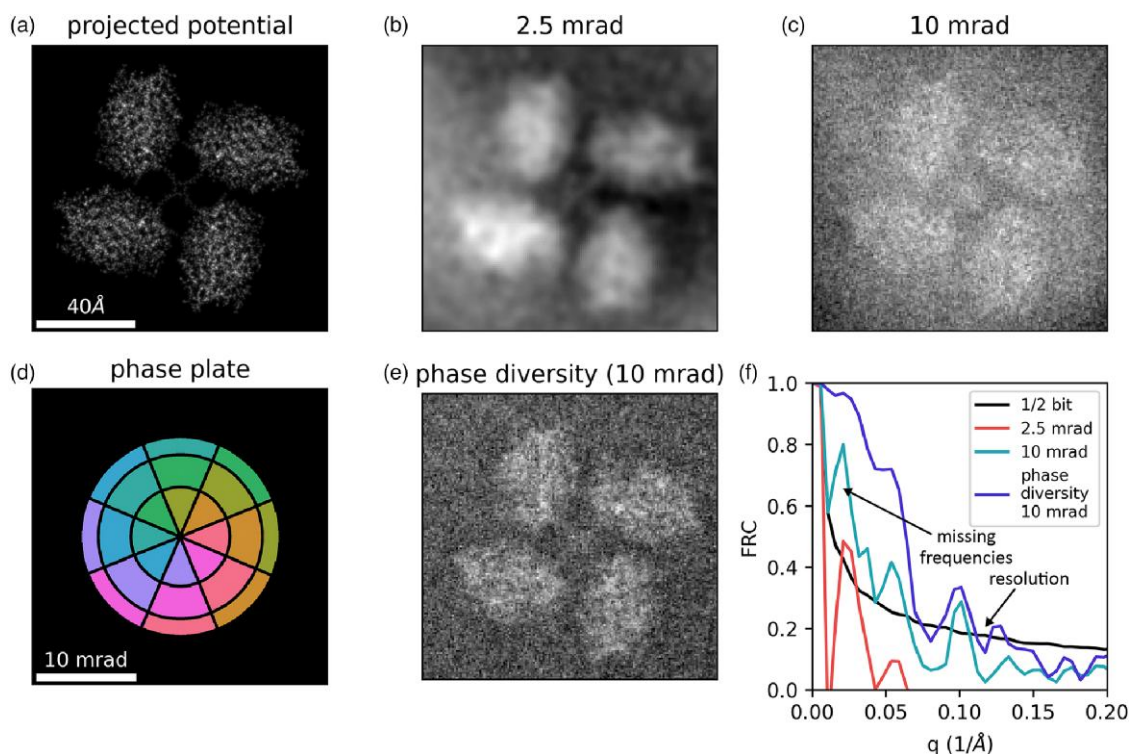 (a) projected potential
(b) 2.5 mrad
(c) 10 mrad
40Å
(d) phase plate
10 mrad
(e) phase diversity (10 mrad)
(f)
1/2 bit
2.5 mrad
10 mrad
phase
diversity
10 mrad
missing
frequencies
resolution
FRC
1.0
0.8
0.6
0.4
0.2
0.0
0.00 0.05 0.10 0.15 0.20
q (1/Å)